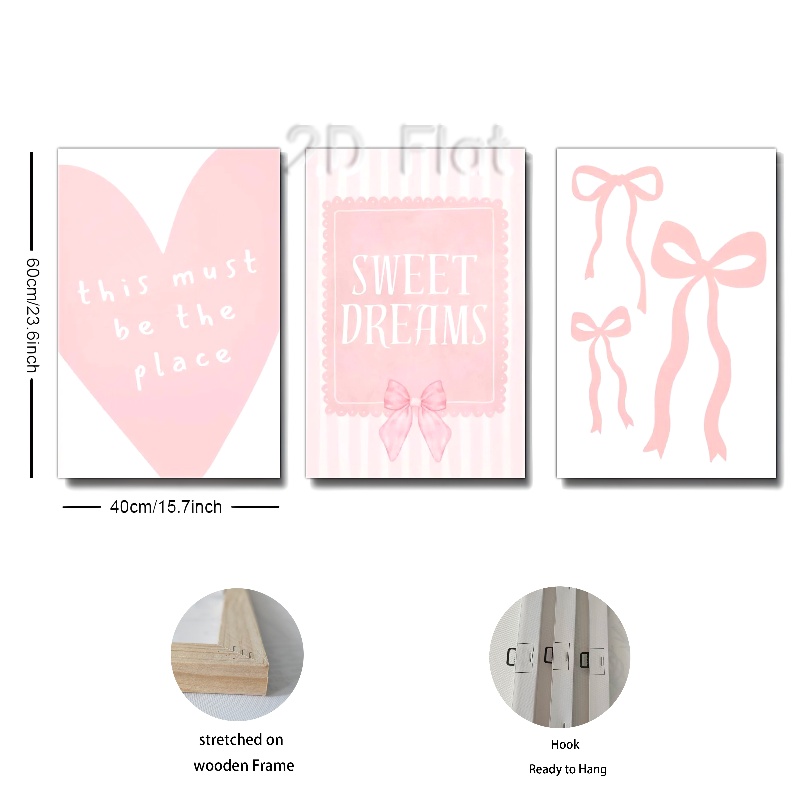 2D Flat
this must
be the
place
SWEET
DREAMS
60cm/23.6inch
40cm/15.7inch
stretched on
wooden Frame
Hook
Ready to Hang